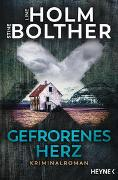 STINE LINE HOLM
BOLTHER
GEFRORENES
HERZ
KRIMINALROMAN
HEYNE